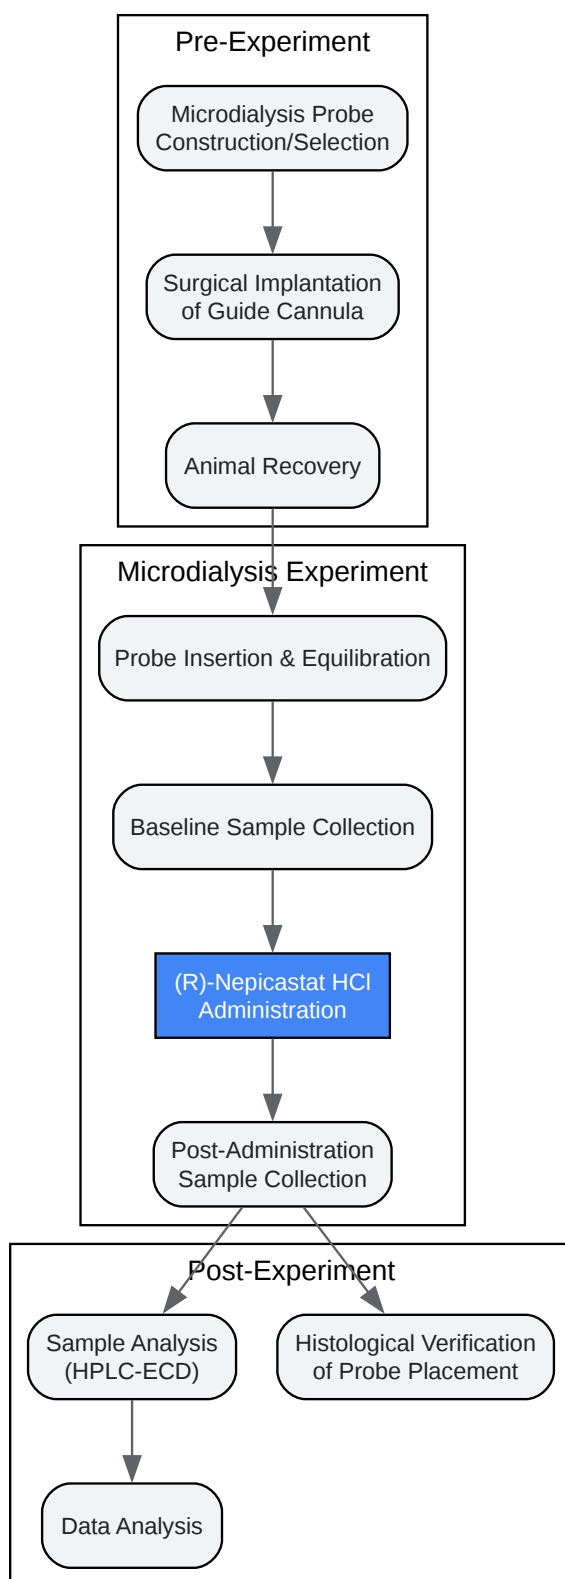 Pre-Experiment
Microdialysis Probe
Construction/Selection
Surgical Implantation
of Guide Cannula
Animal Recovery
Microdialysis Experiment
Probe Insertion & Equilibration
Baseline Sample Collection
(R)-Nepicastat HCl
Administration
Post-Administration
Sample Collection
Post-Experiment
Sample Analysis
(HPLC-ECD)
Histological Verification
of Probe Placement
Data Analysis